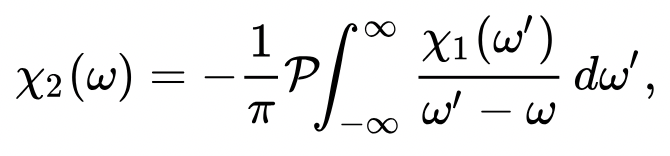 χ₂(ω) = −(1/π) 𝒫∫_{−∞}^{∞} χ₁(ω′)/(ω′ − ω) dω′,